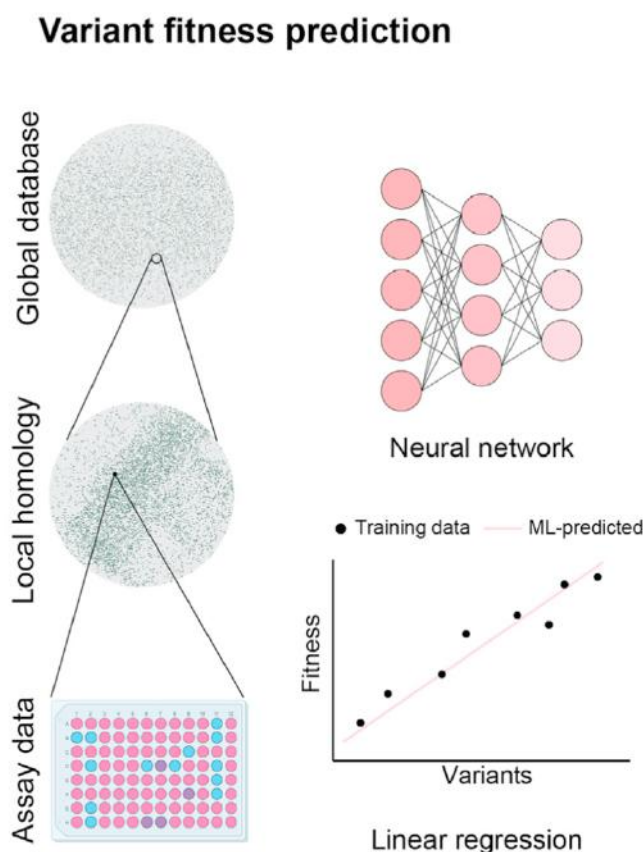 Variant fitness prediction
Global database
Local homology
Assay data
Neural network
Training data
ML-predicted
Fitness
Variants
Linear regression